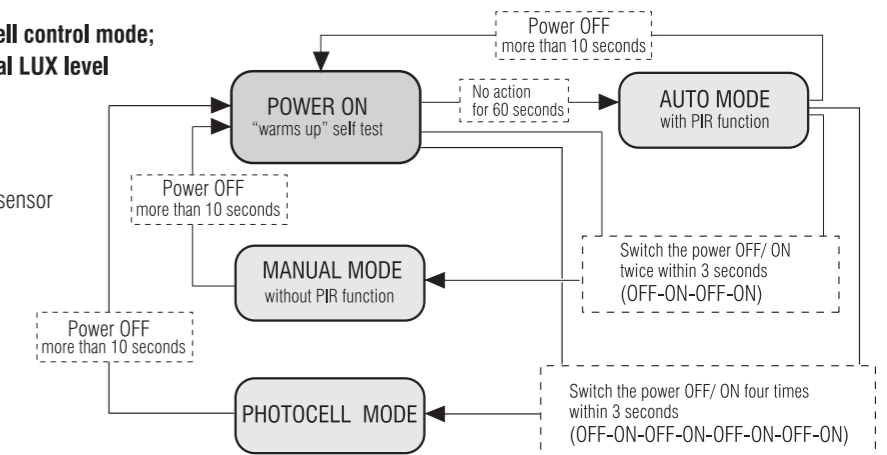 ell control mode;
al LUX level
sensor
Power OFF
more than 10 seconds
POWER ON
“warms up” self test
No action
for 60 seconds
AUTO MODE
with PIR function
Power OFF
more than 10 seconds
MANUAL MODE
without PIR function
Switch the power OFF/ ON
twice within 3 seconds
(OFF-ON-OFF-ON)
Power OFF
more than 10 seconds
PHOTOCELL MODE
Switch the power OFF/ ON four times
within 3 seconds
(OFF-ON-OFF-ON-OFF-ON-OFF-ON)